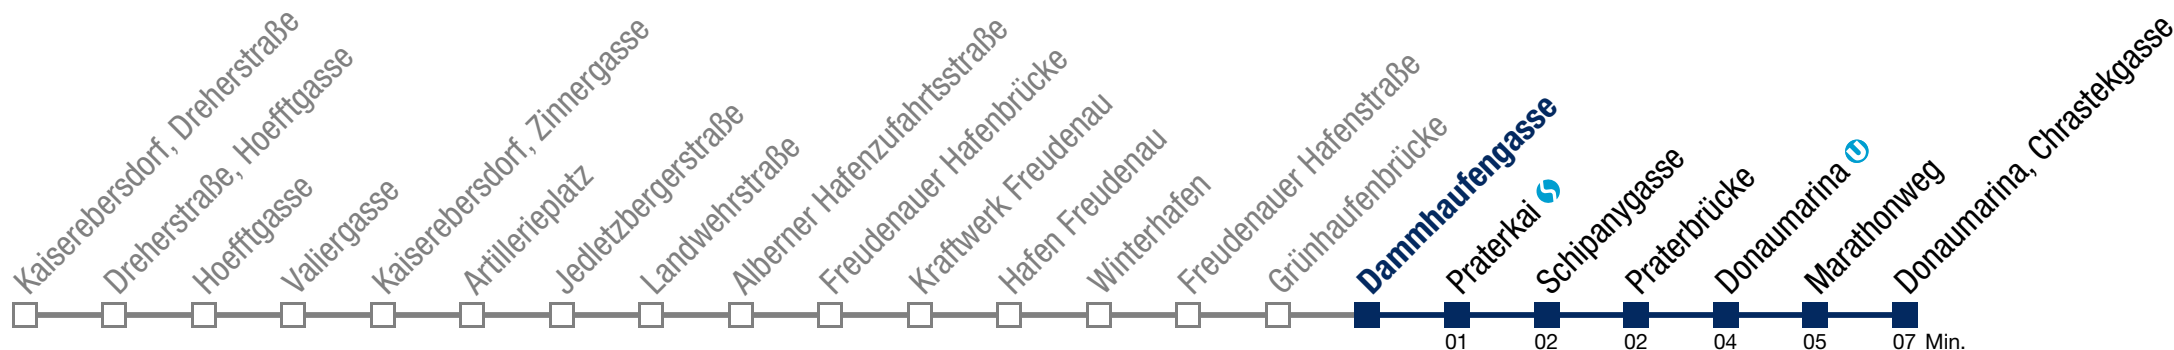 Kaiserebersdorf, Dreherstraße
Dreherstraße, Hoefftgasse
Hoefftgasse
Valiergasse
Kaiserebersdorf, Zinnergasse
Artillerieplatz
Jedletzbergerstraße
Landwehrstraße
Alberner Hafenzufahrtsstraße
Freudenauer Hafenbrücke
Kraftwerk Freudenau
Hafen Freudenau
Winterhafen
Freudenauer Hafenstraße
Grünhaufenbrücke
Dammhaufengasse
Praterkai
Schipanygasse
Praterbrücke
Donaumarina U
Marathonweg
Donaumarina, Chrastekgasse
01 02 02 04 05 07 Min.